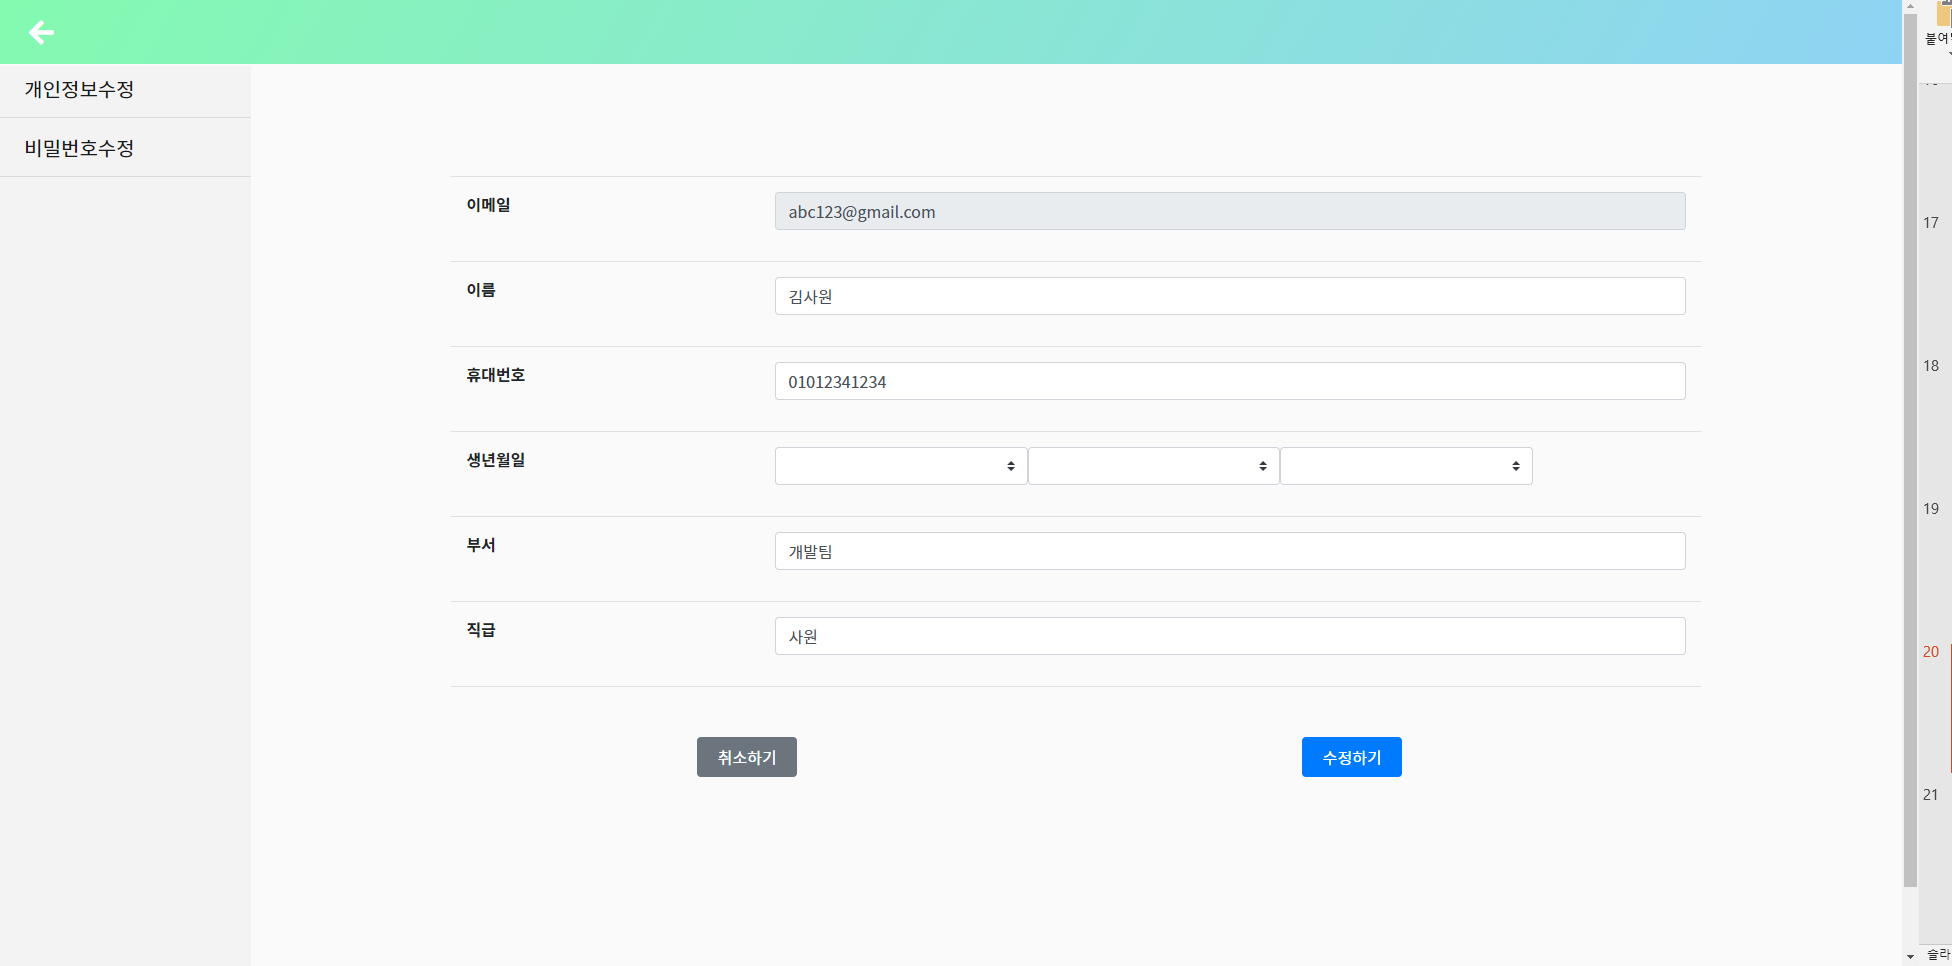 개인정보수정
비밀번호수정
이메일
abc123@gmail.com
이름
김사원
휴대번호
01012341234
생년월일
부서
개발팀
직급
사원
취소하기
수정하기
17
18
19
20
21